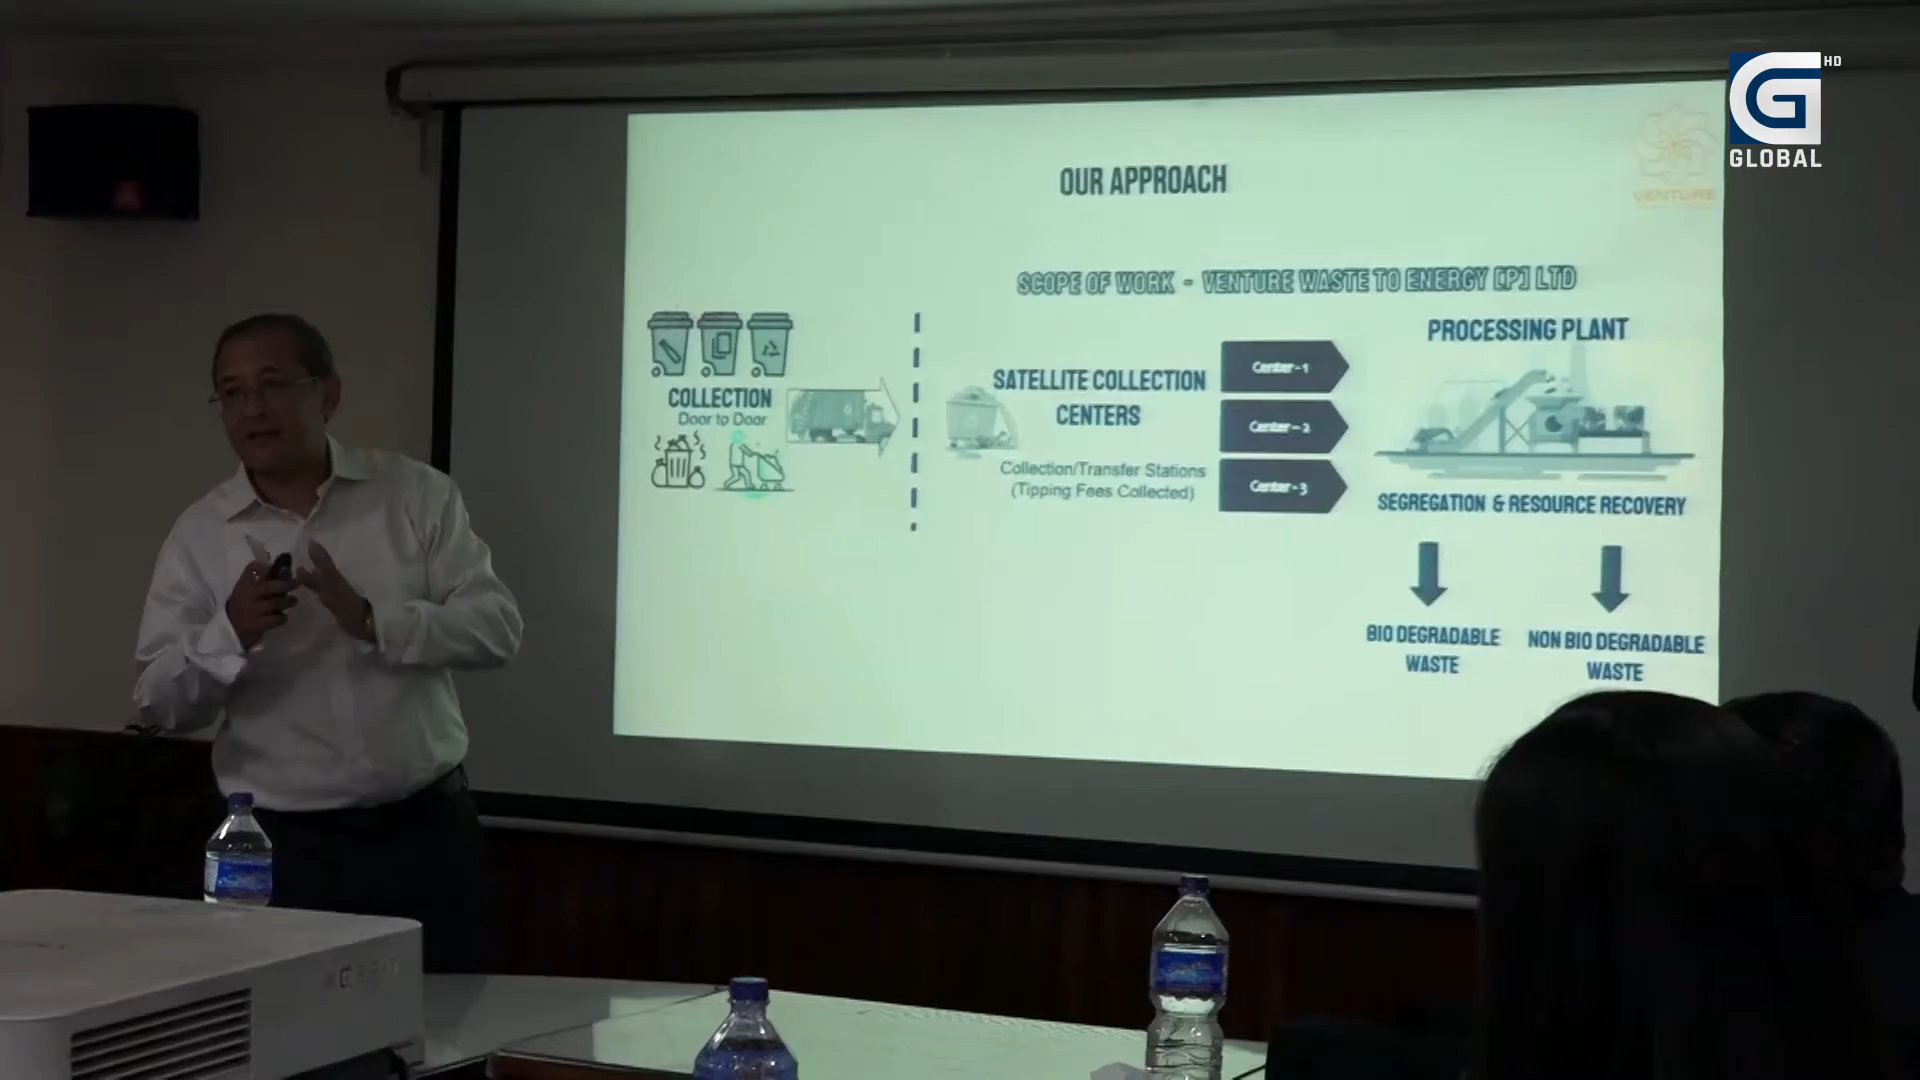 HD
GLOBAL
VENTURE
OUR APPROACH
SCOPE OF WORK - VENTURE WASTE TO ENERGY [P] LTD
COLLECTION
Door to Door
SATELLITE COLLECTION
CENTERS
Collection/Transfer Stations
(Tipping Fees Collected)
Center-1
Center-2
Center-3
PROCESSING PLANT
SEGREGATION & RESOURCE RECOVERY
BIO DEGRADABLE
WASTE
NON BIO DEGRADABLE
WASTE